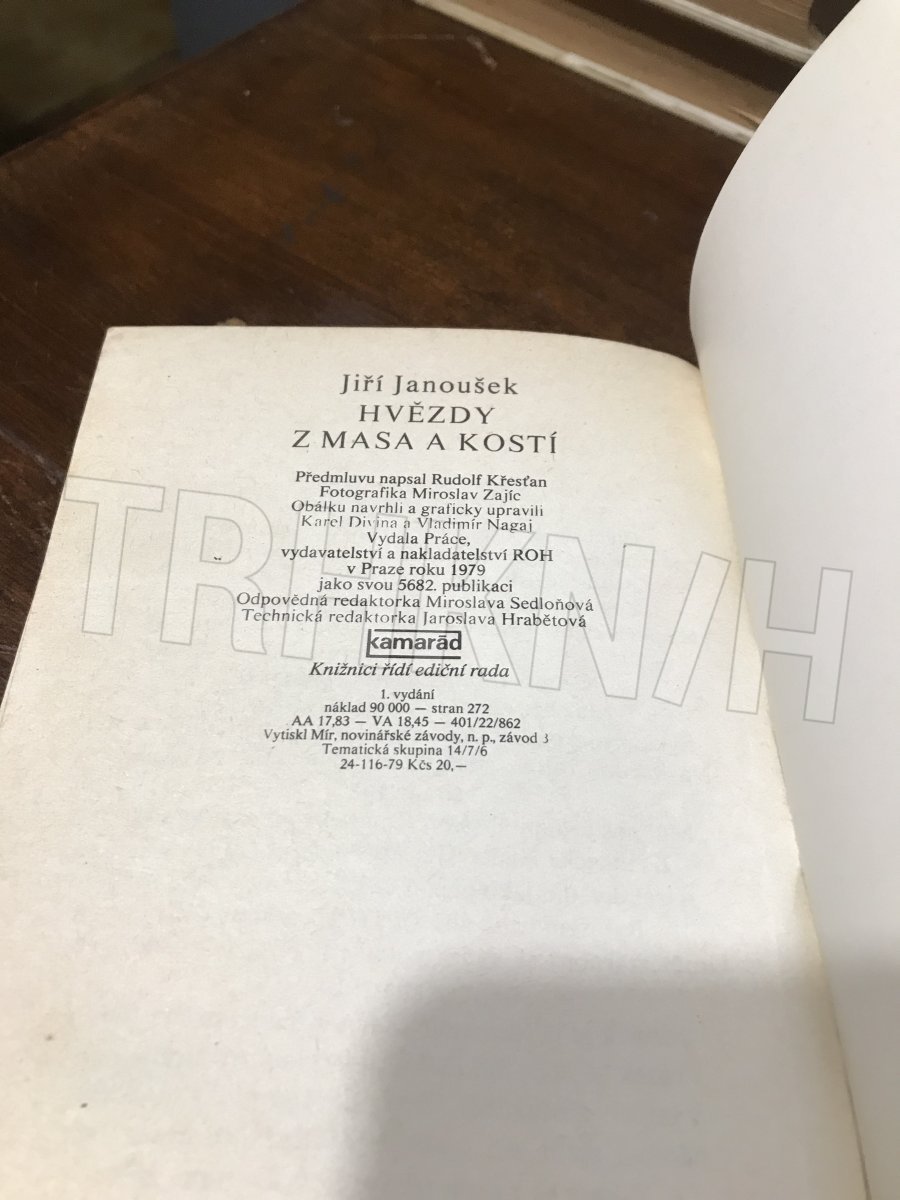 Jiří Janoušek
HVĚZDY
Z MASA A KOSTÍ
Předmluvu napsal Rudolf Křesťan
Fotografika Miroslav Zajíc
Obálku navrhli a graficky upravili
Karel Divina a Vladimír Nagaj
Vydala Práce,
vydavatelství a nakladatelství ROH
v Praze roku 1979
jako svou 5682. publikaci
Odpovědná redaktorka Miroslava Sedloňová
Technická redaktorka Jaroslava Hrabětová
kamarād
Knižnici řídí ediční rada
1. vydání
náklad 90 000 — stran 272
AA 17,83 — VA 18,45 — 401/22/862
Vytiskl Mír, novinářské závody, n. p., závod 3
Tematická skupina 14/7/6
24-116-79 Kčs 20,—
TRHKN/H